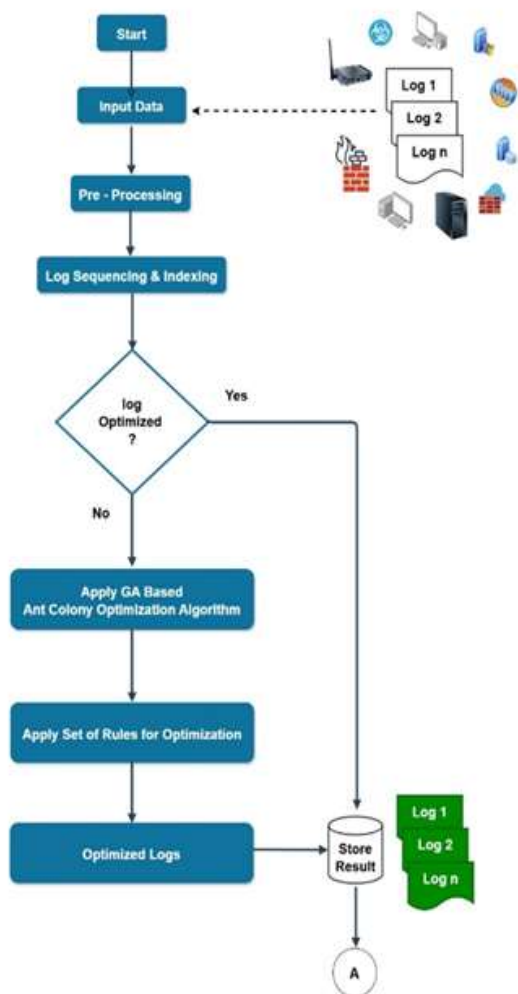 Start
Input Data
Log 1
Log 2
Log n
Pre - Processing
Log Sequencing & Indexing
log
Optimized
?
Yes
No
Apply GA Based
Ant Colony Optimization Algorithm
Apply Set of Rules for Optimization
Optimized Logs
Store
Result
Log 1
Log 2
Log n
A